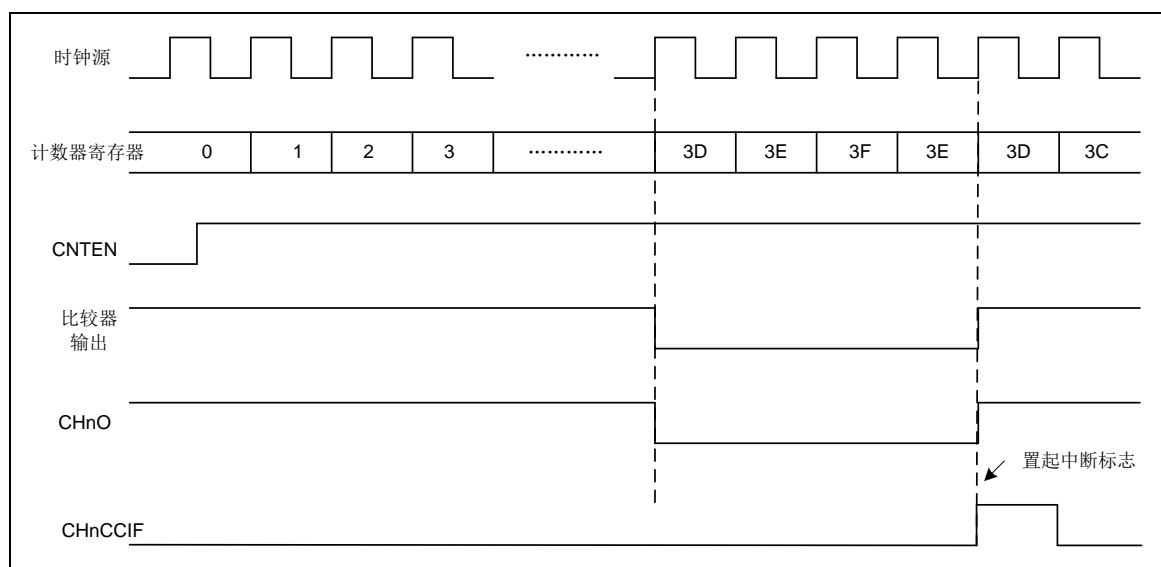 时钟源
…………
计数器寄存器 0 1 2 3 ………… 3D 3E 3F 3E 3D 3C
CNTEN
比较器
输出
CHnO
置起中断标志
CHnCCIF